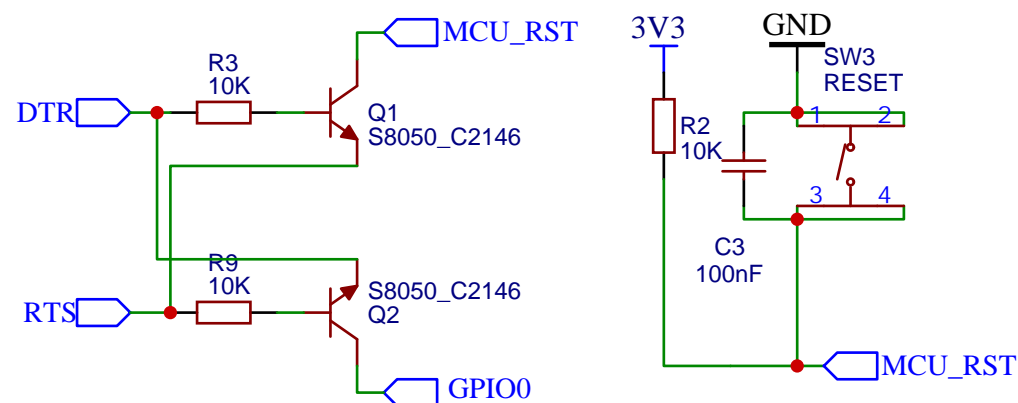 MCU_RST
R3
10K
DTR
Q1
S8050_C2146
R9
10K
RTS
S8050_C2146
Q2
GPIO0
3V3
GND
SW3
RESET
R2
10K
1 2
3 4
C3
100nF
MCU_RST